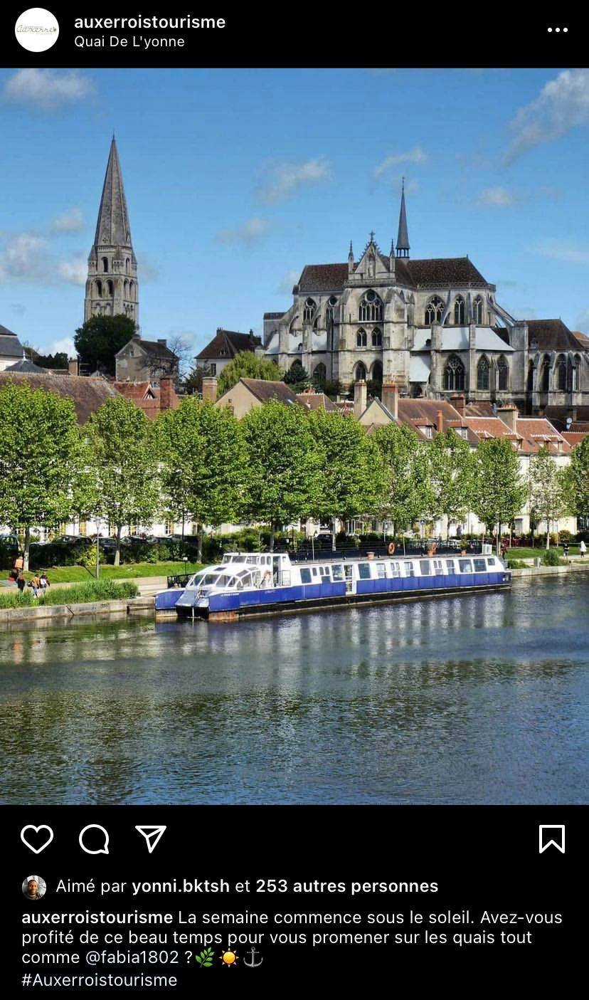 auxerroistourisme
Quai De L'yonne
Auxerre
Aimé par yonni.bktsh et 253 autres personnes
auxerroistourisme La semaine commence sous le soleil. Avez-vous
profité de ce beau temps pour vous promener sur les quais tout
comme @fabia1802 ?🌿☀️⚓
#Auxerroistourisme